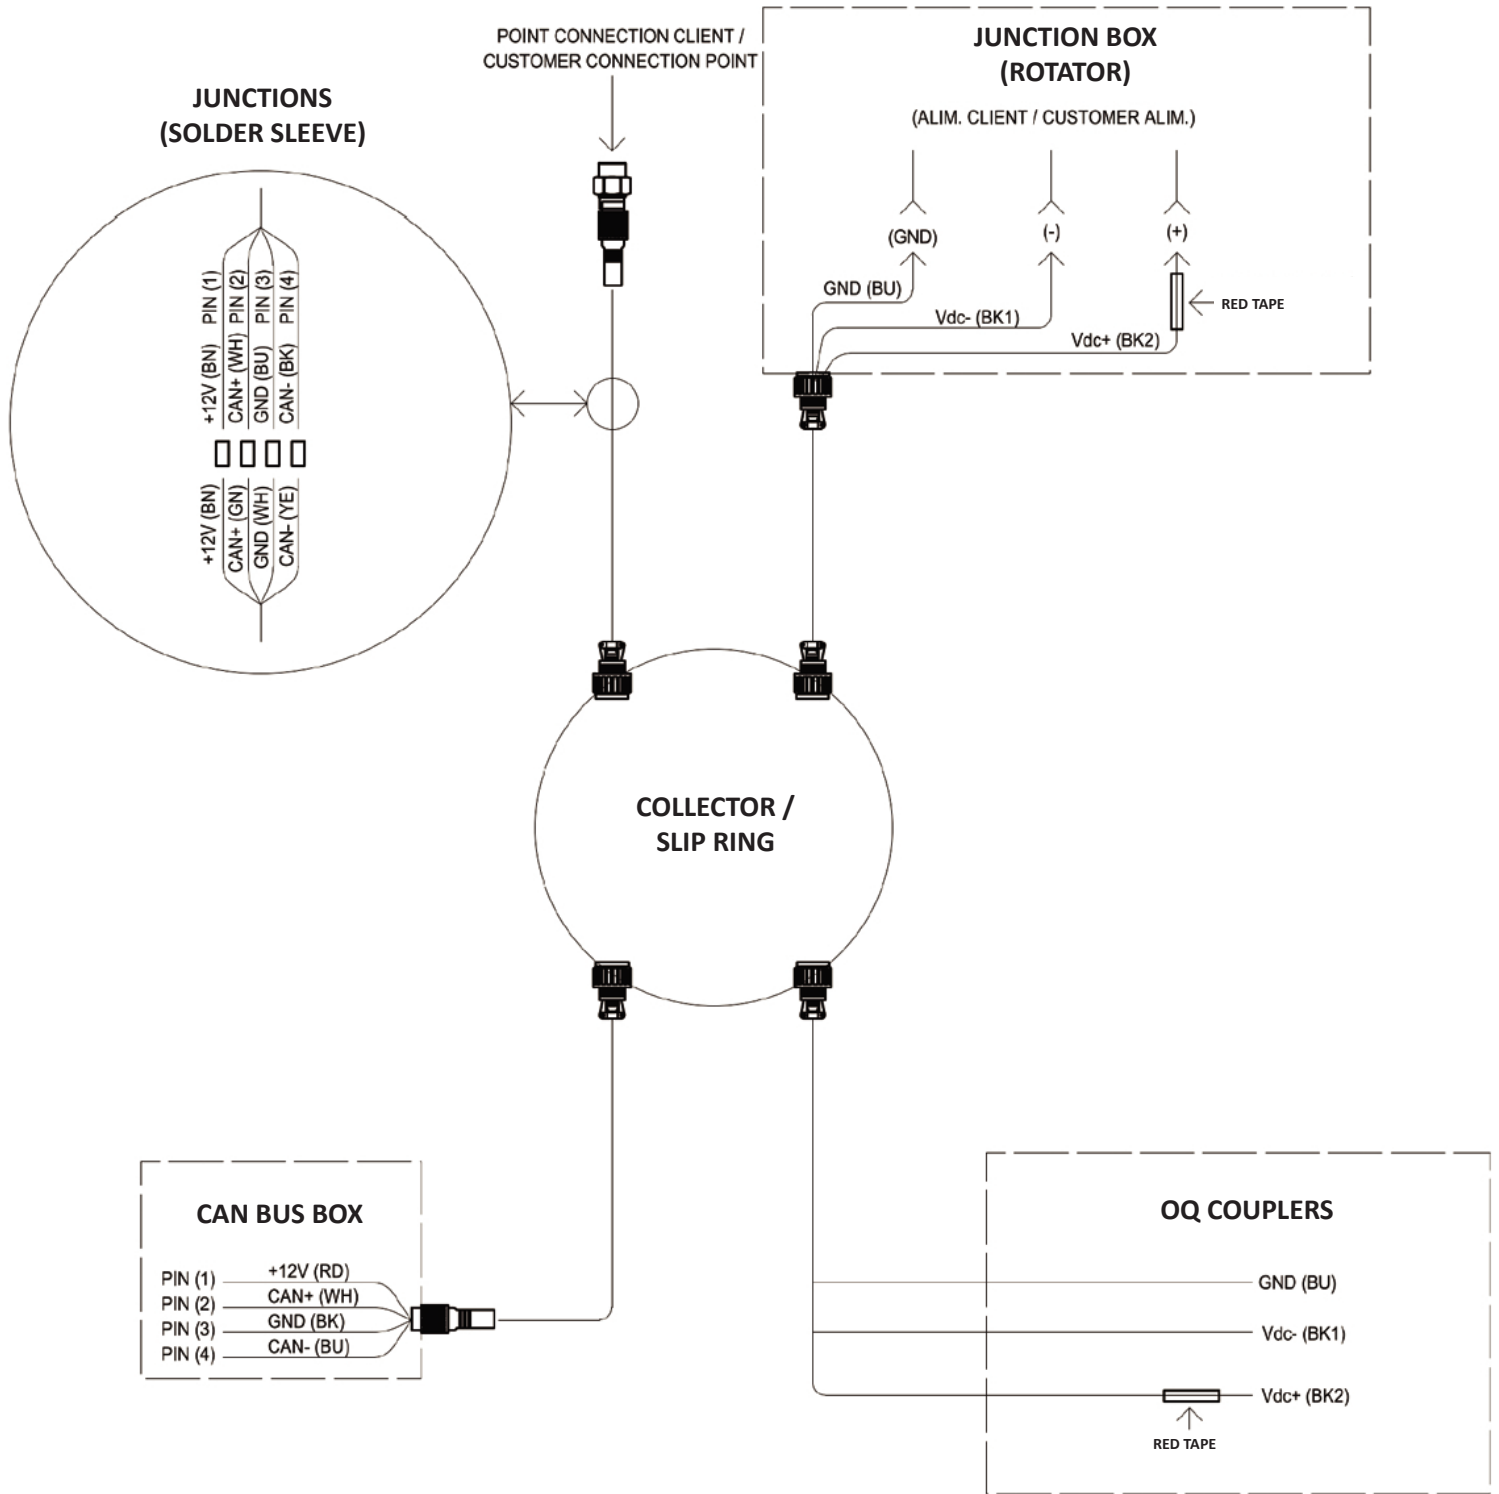 POINT CONNECTION CLIENT /
CUSTOMER CONNECTION POINT
JUNCTIONS
(SOLDER SLEEVE)
PIN (1)
PIN (2)
PIN (3)
PIN (4)
+12V (BN)
CAN+ (WH)
GND (BU)
CAN- (BK)
+12V (BN)
CAN+ (GN)
GND (WH)
CAN- (YE)
JUNCTION BOX
(ROTATOR)
(ALIM. CLIENT / CUSTOMER ALIM.)
(GND)
(-)
(+)
GND (BU)
Vdc- (BK1)
Vdc+ (BK2)
RED TAPE
COLLECTOR /
SLIP RING
CAN BUS BOX
PIN (1) +12V (RD)
PIN (2) CAN+ (WH)
PIN (3) GND (BK)
PIN (4) CAN- (BU)
OQ COUPLERS
GND (BU)
Vdc- (BK1)
Vdc+ (BK2)
RED TAPE